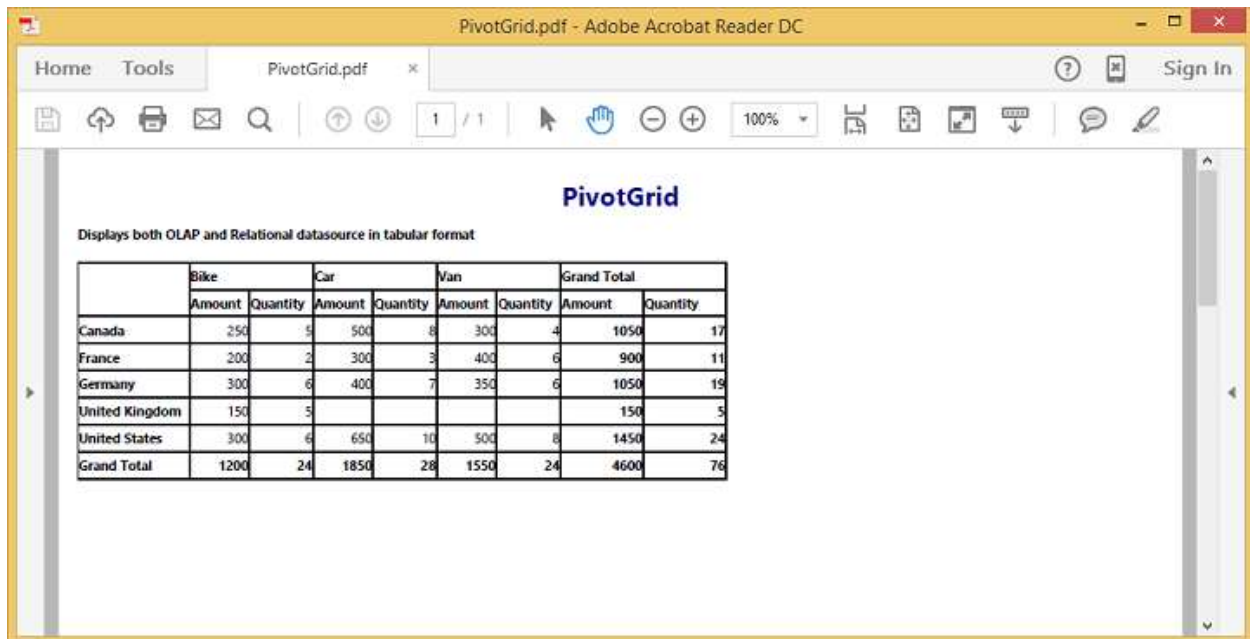 PivotGrid.pdf - Adobe Acrobat Reader DC
Home Tools PivotGrid.pdf × Sign In
1 / 1 100%
PivotGrid
Displays both OLAP and Relational datasource in tabular format
Bike Car Van Grand Total
Amount Quantity Amount Quantity Amount Quantity Amount Quantity
Canada 250 5 500 8 300 4 1050 17
France 200 2 300 3 400 6 900 11
Germany 300 6 400 7 350 6 1050 19
United Kingdom 150 5 150 5
United States 300 6 650 10 500 8 1450 24
Grand Total 1200 24 1850 28 1550 24 4600 76